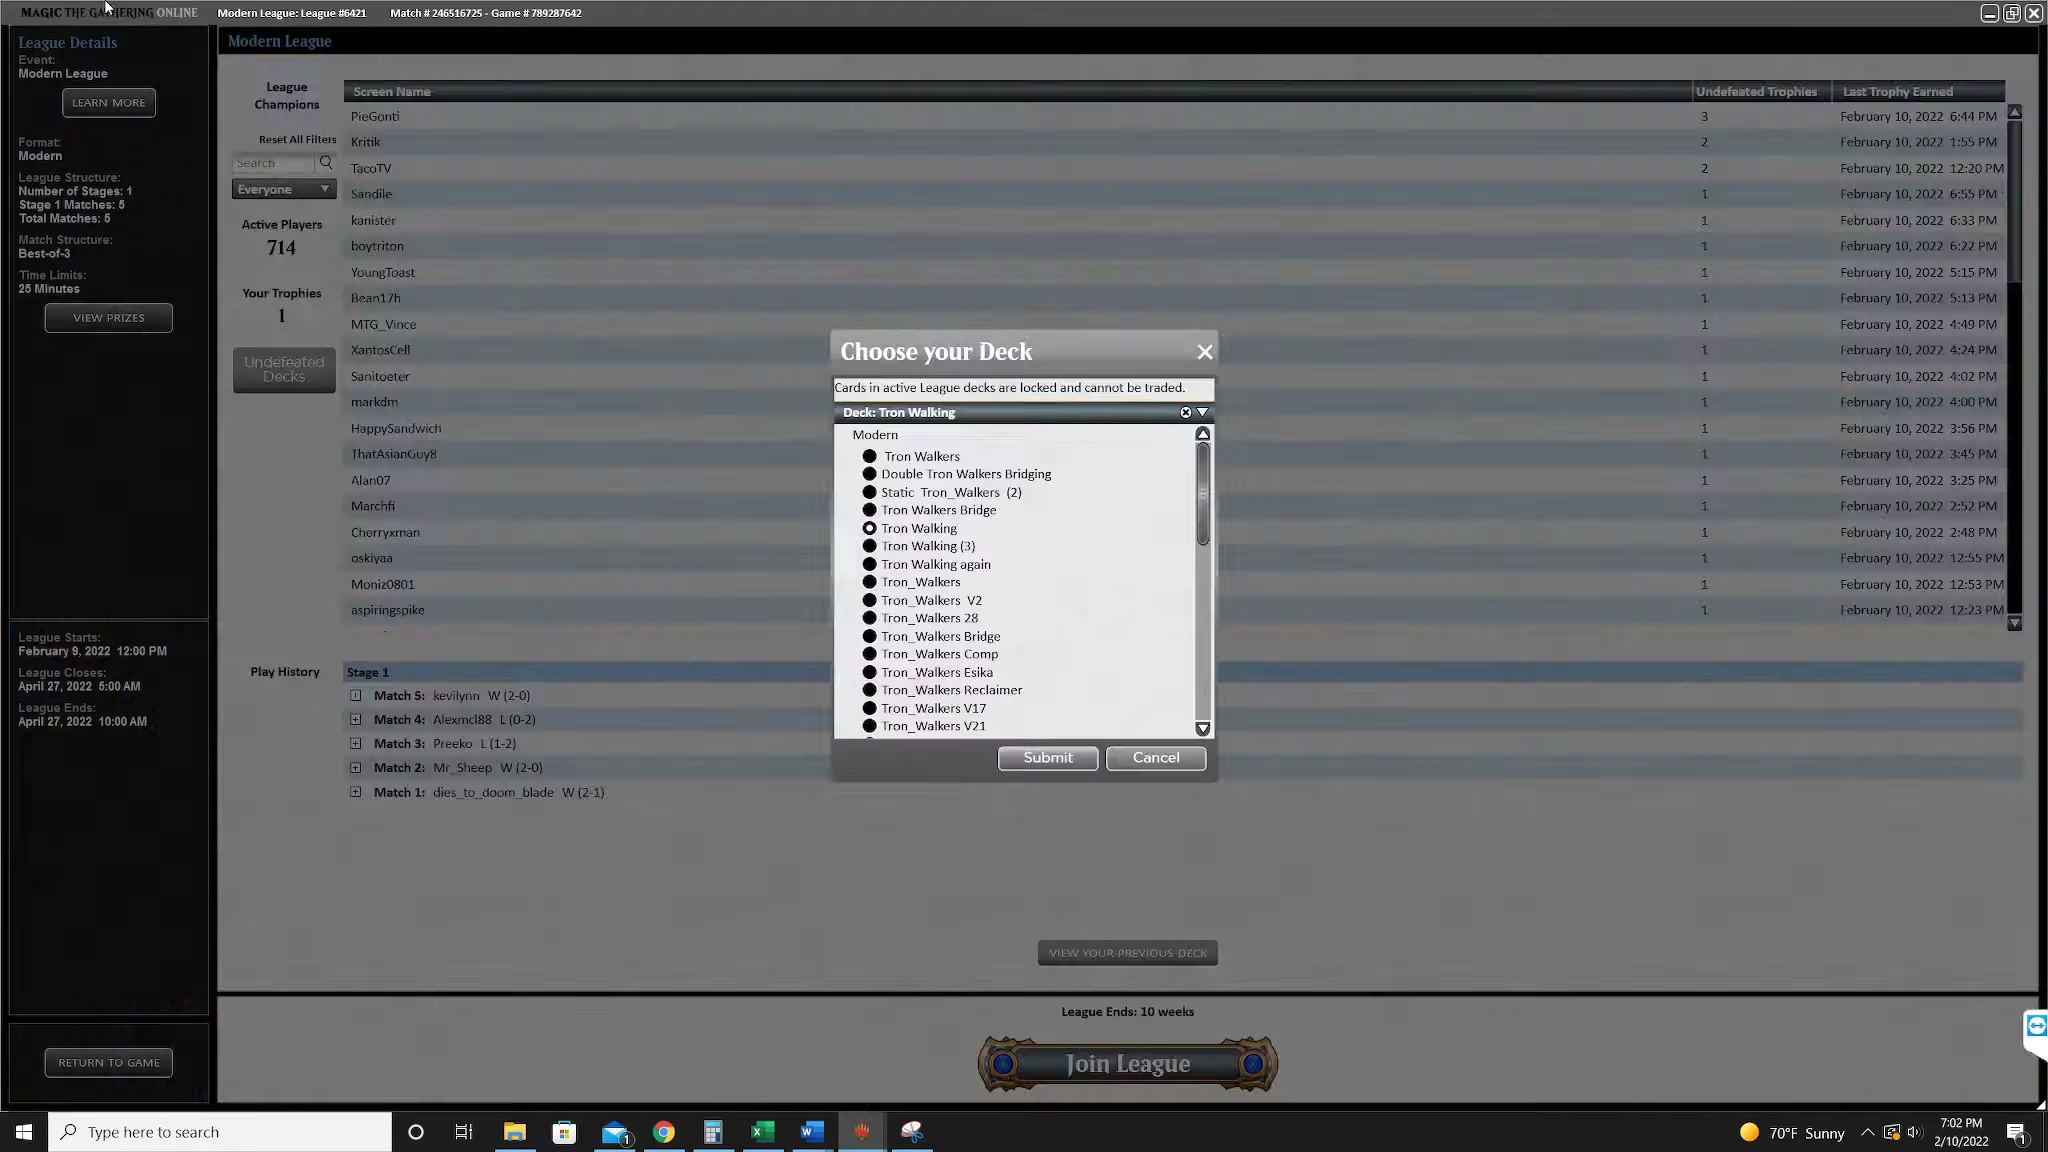 MAGIC THE GATHERING ONLINE
Modern League: League #6421
Match # 246516725 - Game # 789287642
League Details
Event:
Modern League
LEARN MORE
Format:
Modern
League Structure:
Number of Stages: 1
Stage 1 Matches: 5
Total Matches: 5
Match Structure:
Best-of-3
Time Limits:
25 Minutes
VIEW PRIZES
League Starts:
February 9, 2022 12:00 PM
League Closes:
April 27, 2022 5:00 AM
League Ends:
April 27, 2022 10:00 AM
RETURN TO GAME
Modern League
League
Champions
Reset All Filters
Search
Everyone
Active Players
714
Your Trophies
1
Undefeated
Decks
Screen Name Undefeated Trophies Last Trophy Earned
PieGonti 3 February 10, 2022 6:44 PM
Kritik 2 February 10, 2022 1:55 PM
TacoTV 2 February 10, 2022 12:20 PM
Sandile 1 February 10, 2022 6:55 PM
kanister 1 February 10, 2022 6:33 PM
boytriton 1 February 10, 2022 6:22 PM
YoungToast 1 February 10, 2022 5:15 PM
Bean17h 1 February 10, 2022 5:13 PM
MTG_Vince 1 February 10, 2022 4:49 PM
XantosCell 1 February 10, 2022 4:24 PM
Sanitoeter 1 February 10, 2022 4:02 PM
markdm 1 February 10, 2022 4:00 PM
HappySandwich 1 February 10, 2022 3:56 PM
ThatAsianGuy8 1 February 10, 2022 3:45 PM
Alan07 1 February 10, 2022 3:25 PM
Marchfi 1 February 10, 2022 2:52 PM
Cherryxman 1 February 10, 2022 2:48 PM
oskiyaa 1 February 10, 2022 12:55 PM
Moniz0801 1 February 10, 2022 12:53 PM
aspiringspike 1 February 10, 2022 12:23 PM
Choose your Deck
Cards in active League decks are locked and cannot be traded.
Deck: Tron Walking
Modern
Tron Walkers
Double Tron Walkers Bridging
Static Tron_Walkers (2)
Tron Walkers Bridge
Tron Walking
Tron Walking (3)
Tron Walking again
Tron_Walkers
Tron_Walkers V2
Tron_Walkers 28
Tron_Walkers Bridge
Tron_Walkers Comp
Tron_Walkers Esika
Tron_Walkers Reclaimer
Tron_Walkers V17
Tron_Walkers V21
Submit
Cancel
Play History
Stage 1
Match 5: kevilynn W (2-0)
Match 4: Alexmcl88 L (0-2)
Match 3: Preeko L (1-2)
Match 2: Mr_Sheep W (2-0)
Match 1: dies_to_doom_blade W (2-1)
VIEW YOUR PREVIOUS DECK
League Ends: 10 weeks
Join League
Type here to search
1
70°F Sunny
7:02 PM
2/10/2022
1